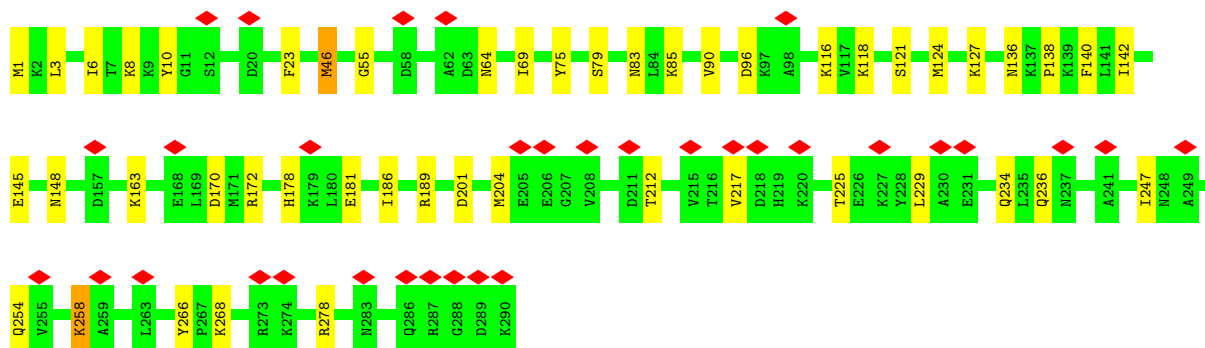 M1 K2 L3 I6 T7 K8 K9 Y10 G11 S12 D20 F23 M46 G55 D58 A62 D63 N64 I69 Y75 S79 N83 L84 K85 V90 D96 K97 A98 K116 V117 K118 S121 M124 K127 N136 K137 P138 K139 F140 L141 I142
E145 N148 D157 K163 E168 L169 D170 M171 R172 H178 K179 L180 E181 I186 R189 D201 M204 E205 E206 G207 V208 D211 T212 V215 T216 V217 D218 H219 K220 T225 E226 K227 Y228 L229 A230 E231 Q234 L235 Q236 N237 A241 I247 N248 A249
Q254 V255 K258 A259 L263 Y266 P267 K268 R273 K274 R278 N283 Q286 R287 G288 D289 K290